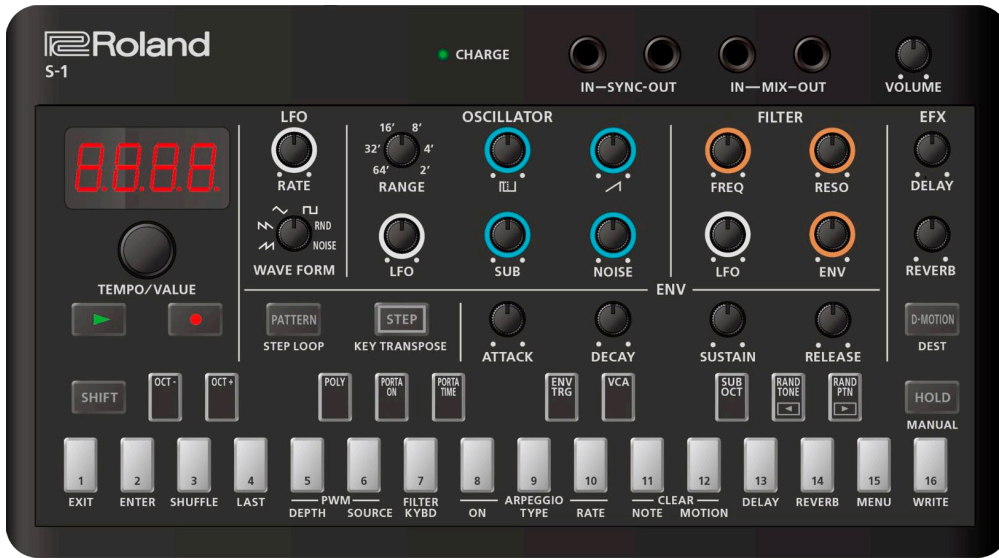 Roland
S-1
CHARGE
IN-SYNC-OUT
IN-MIX-OUT
VOLUME
LFO
OSCILLATOR
FILTER
EFX
8.8.8.8.
16' 8'
32' 4'
64' 2'
RATE
RANGE
FREQ
RESO
DELAY
RND
NOISE
WAVE FORM
LFO
SUB
NOISE
LFO
ENV
REVERB
TEMPO/VALUE
ENV
PATTERN
STEP
D-MOTION
STEP LOOP
KEY TRANSPOSE
ATTACK
DECAY
SUSTAIN
RELEASE
DEST
SHIFT
OCT -
OCT +
POLY
PORTA
ON
PORTA
TIME
ENV
TRG
VCA
SUB
OCT
RAND
TONE
RAND
PTN
HOLD
MANUAL
1 2 3 4 5 6 7 8 9 10 11 12 13 14 15 16
EXIT
ENTER
SHUFFLE
LAST
PWM
DEPTH
SOURCE
FILTER
KYBD
ARPEGGIO
ON
TYPE
RATE
CLEAR
NOTE
MOTION
DELAY
REVERB
MENU
WRITE